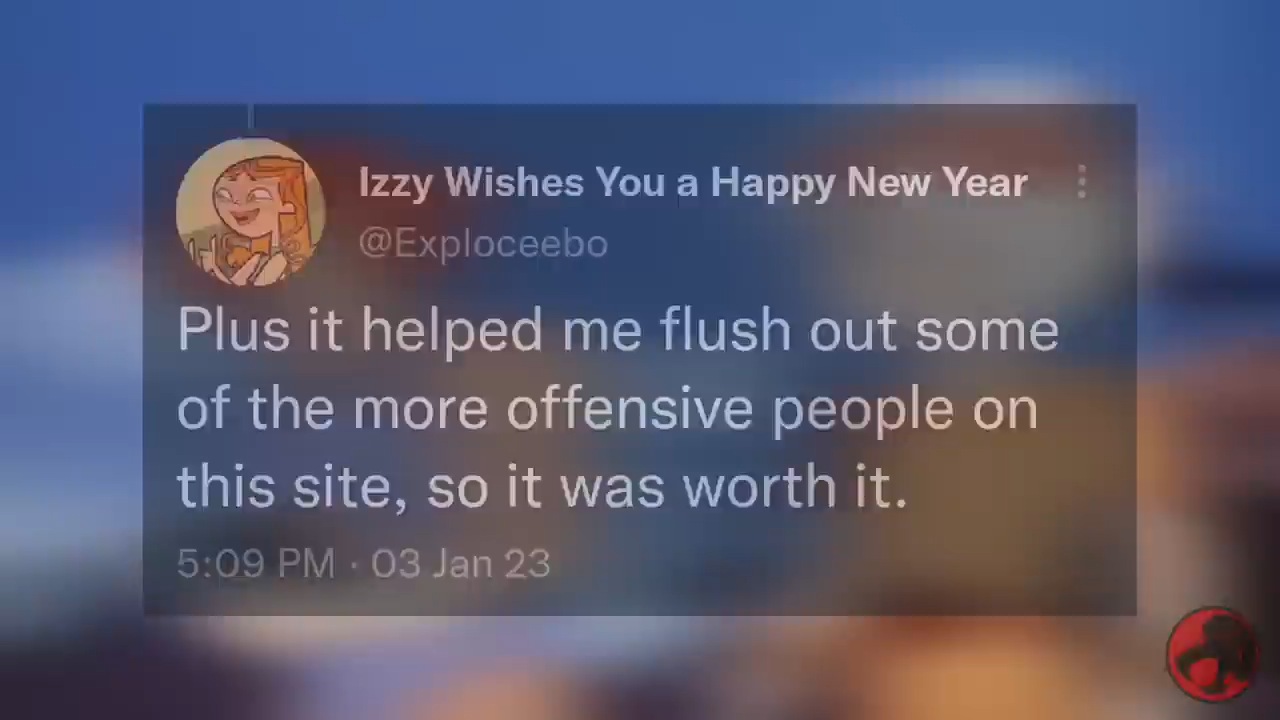 Izzy Wishes You a Happy New Year
@Exploceebo
Plus it helped me flush out some
of the more offensive people on
this site, so it was worth it.
5:09 PM · 03 Jan 23